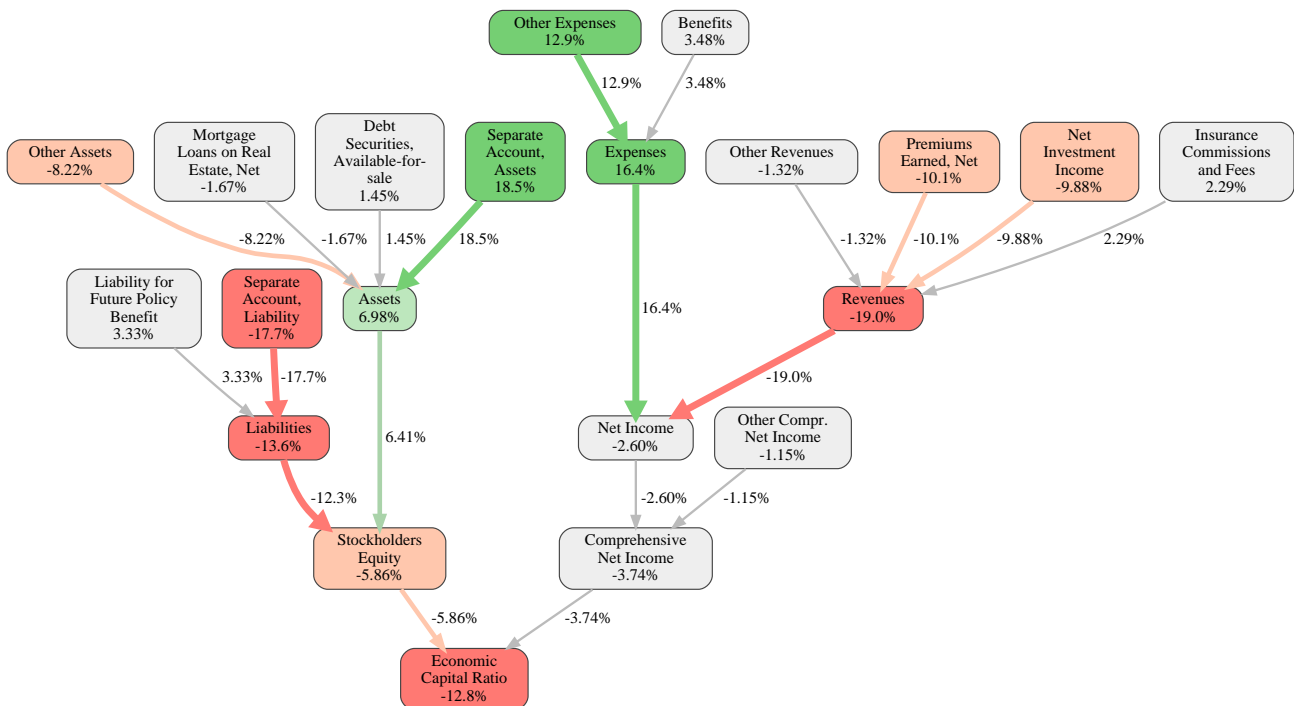 Other Expenses
12.9%
Benefits
3.48%
12.9%
3.48%
Other Assets
-8.22%
Mortgage
Loans on Real
Estate, Net
-1.67%
Debt
Securities,
Available-for-
sale
1.45%
Separate
Account,
Assets
18.5%
Expenses
16.4%
Other Revenues
-1.32%
Premiums
Earned, Net
-10.1%
Net
Investment
Income
-9.88%
Insurance
Commissions
and Fees
2.29%
-8.22%
-1.67%
1.45%
18.5%
-1.32%
-10.1%
-9.88%
2.29%
Liability for
Future Policy
Benefit
3.33%
Separate
Account,
Liability
-17.7%
Assets
6.98%
16.4%
Revenues
-19.0%
3.33%
-17.7%
-19.0%
Liabilities
-13.6%
6.41%
Net Income
-2.60%
Other Compr.
Net Income
-1.15%
-12.3%
-2.60%
-1.15%
Stockholders
Equity
-5.86%
Comprehensive
Net Income
-3.74%
-5.86%
-3.74%
Economic
Capital Ratio
-12.8%